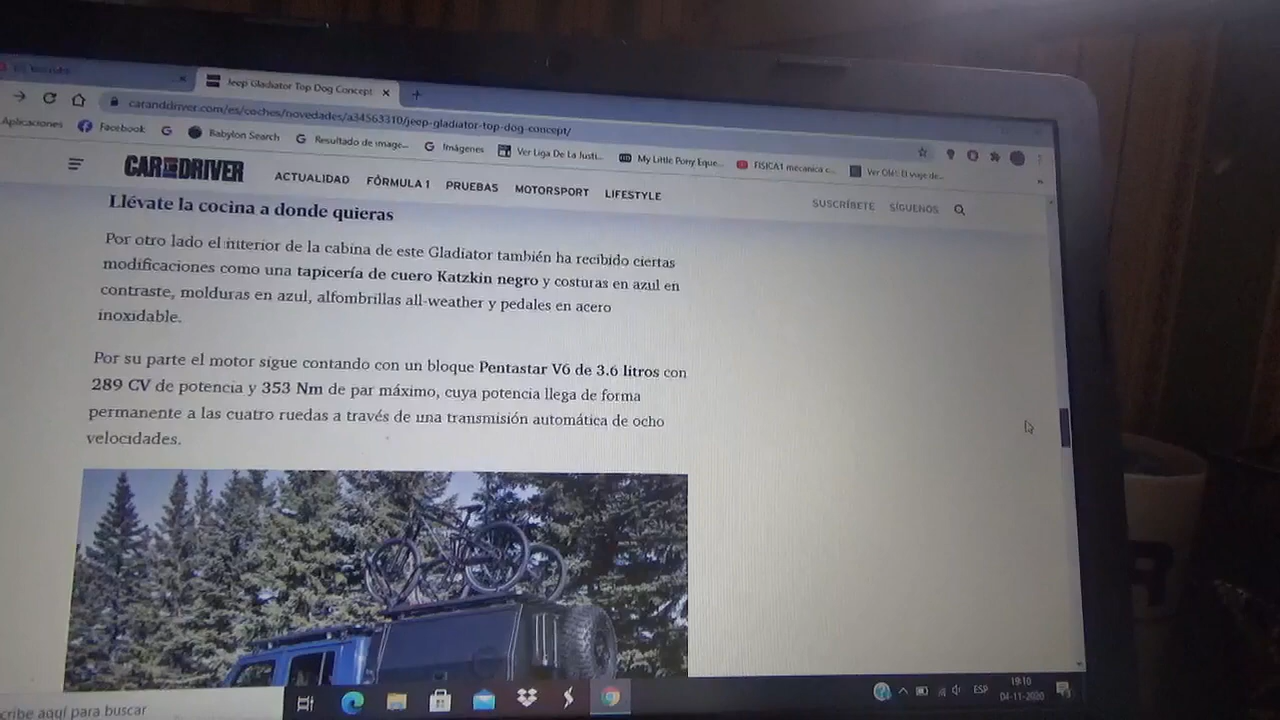 Jeep Gladiator Top Dog Concept
caranddriver.com/es/coches/novedades/a34563310/jeep-gladiator-top-dog-concept/
Aplicaciones Facebook Babylon Search Resultado de image... Imágenes Ver Liga De La Justi... My Little Pony Eque... FISICA1 mecanica c... Ver Olé! El viaje de...
CAR AND DRIVER ACTUALIDAD FÓRMULA 1 PRUEBAS MOTORSPORT LIFESTYLE SUSCRÍBETE SÍGUENOS
Llévate la cocina a donde quieras
Por otro lado el interior de la cabina de este Gladiator también ha recibido ciertas
modificaciones como una tapicería de cuero Katzkin negro y costuras en azul en
contraste, molduras en azul, alfombrillas all-weather y pedales en acero
inoxidable.
Por su parte el motor sigue contando con un bloque Pentastar V6 de 3.6 litros con
289 CV de potencia y 353 Nm de par máximo, cuya potencia llega de forma
permanente a las cuatro ruedas a través de una transmisión automática de ocho
velocidades.
cribe aquí para buscar
ESP
19:10
04-11-2020